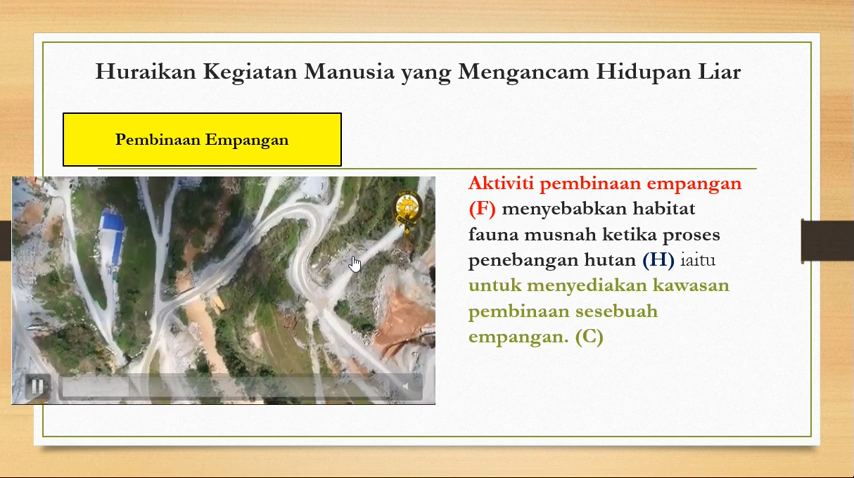 Huraikan Kegiatan Manusia yang Mengancam Hidupan Liar
Pembinaan Empangan
Aktiviti pembinaan empangan
(F) menyebabkan habitat
fauna musnah ketika proses
penebangan hutan (H) iaitu
untuk menyediakan kawasan
pembinaan sesebuah
empangan. (C)